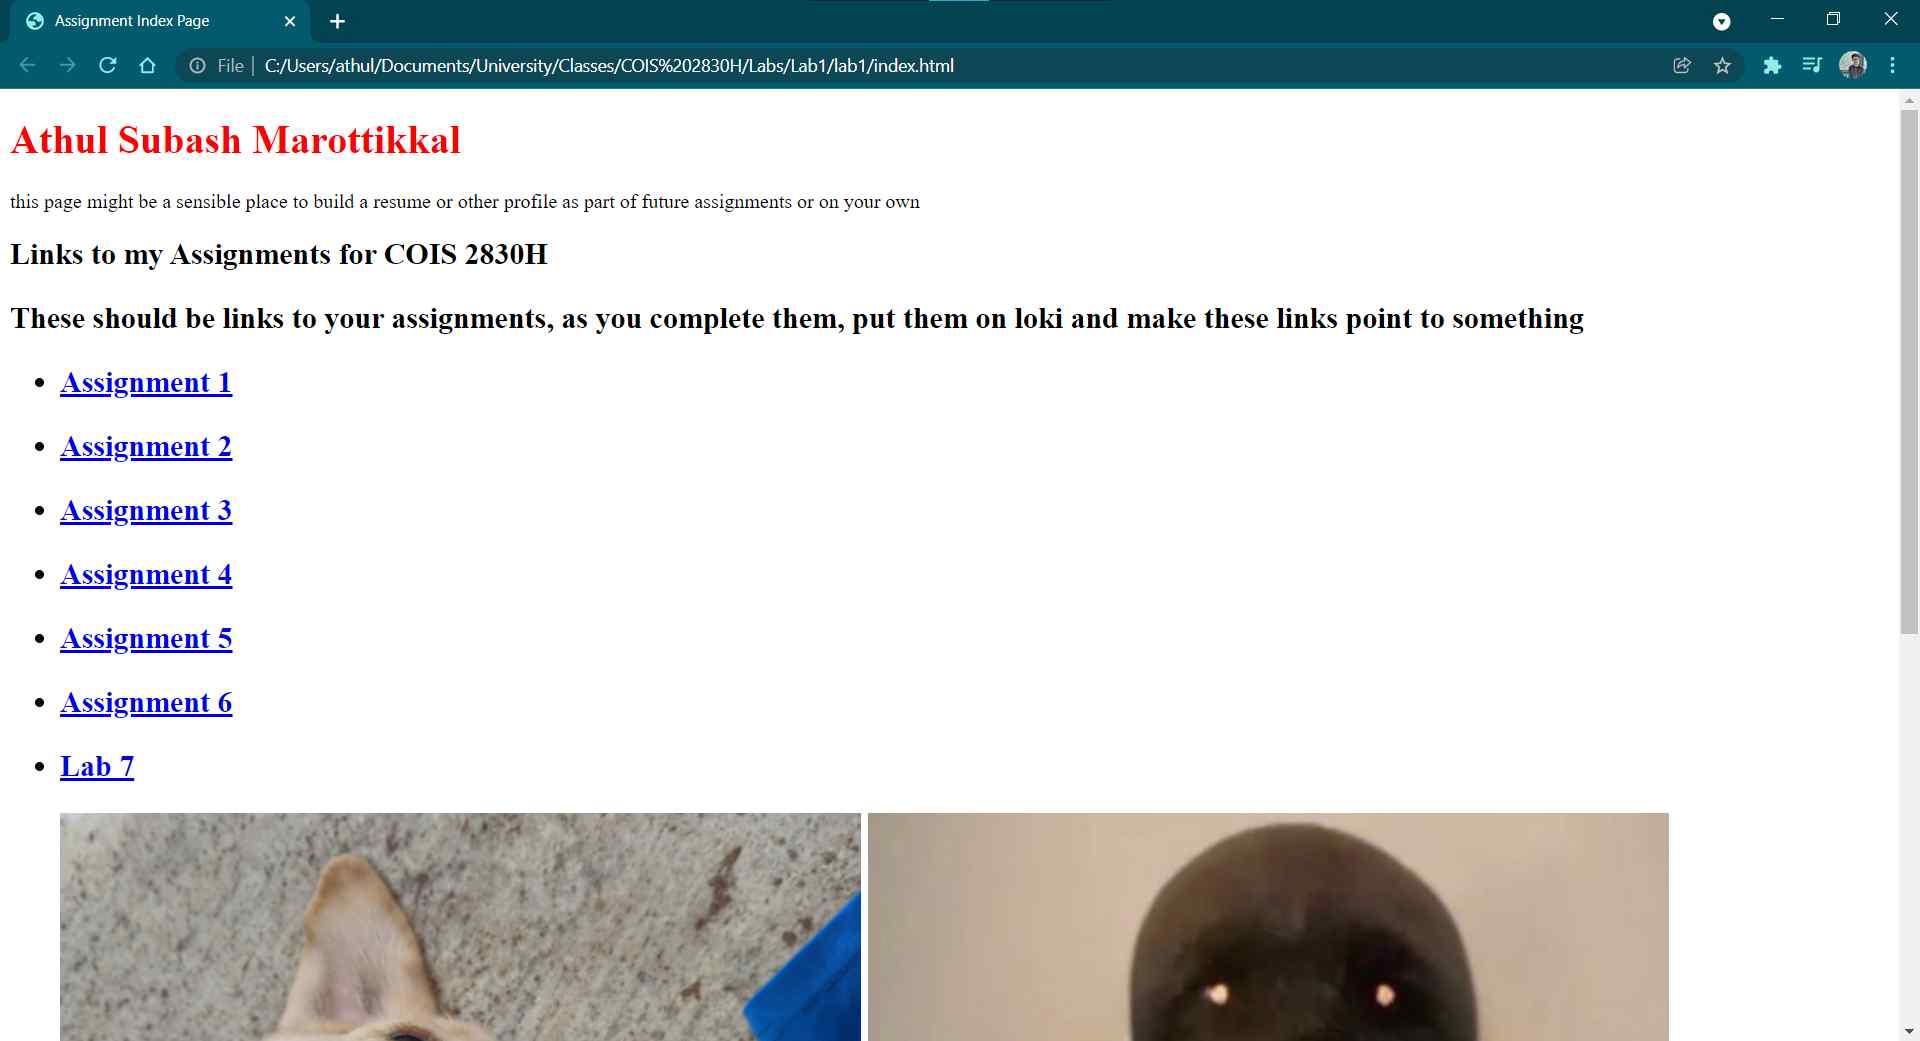 Assignment Index Page
File
C:/Users/athul/Documents/University/Classes/COIS%202830H/Labs/Lab1/lab1/index.html
Athul Subash Marottikkal
this page might be a sensible place to build a resume or other profile as part of future assignments or on your own
Links to my Assignments for COIS 2830H
These should be links to your assignments, as you complete them, put them on loki and make these links point to something
Assignment 1
Assignment 2
Assignment 3
Assignment 4
Assignment 5
Assignment 6
Lab 7